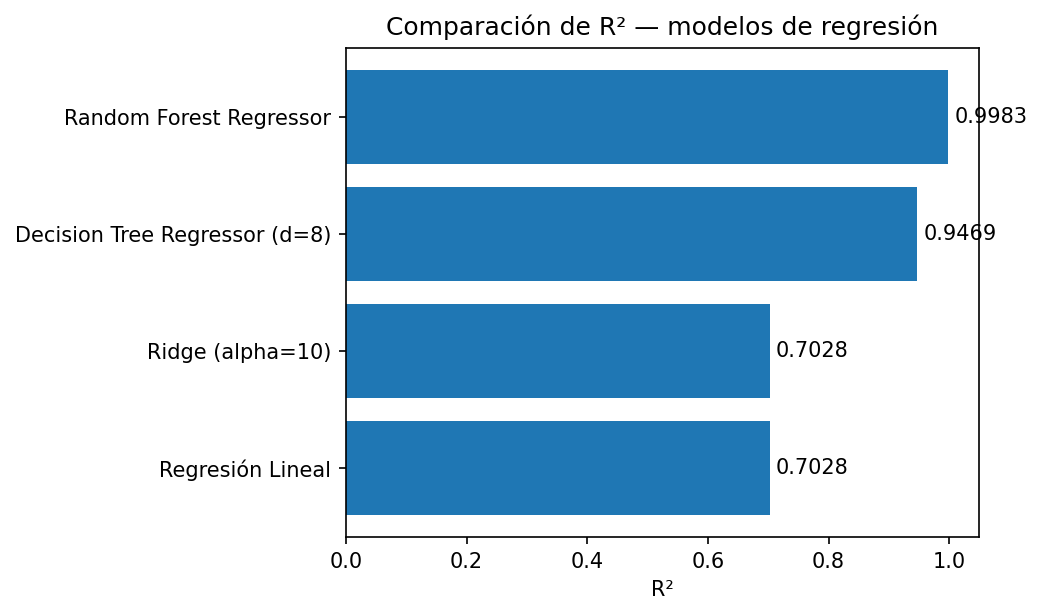 Comparación de R² — modelos de regresión
Random Forest Regressor
0.9983
Decision Tree Regressor (d=8)
0.9469
Ridge (alpha=10)
0.7028
Regresión Lineal
0.7028
0.0 0.2 0.4 0.6 0.8 1.0
R²